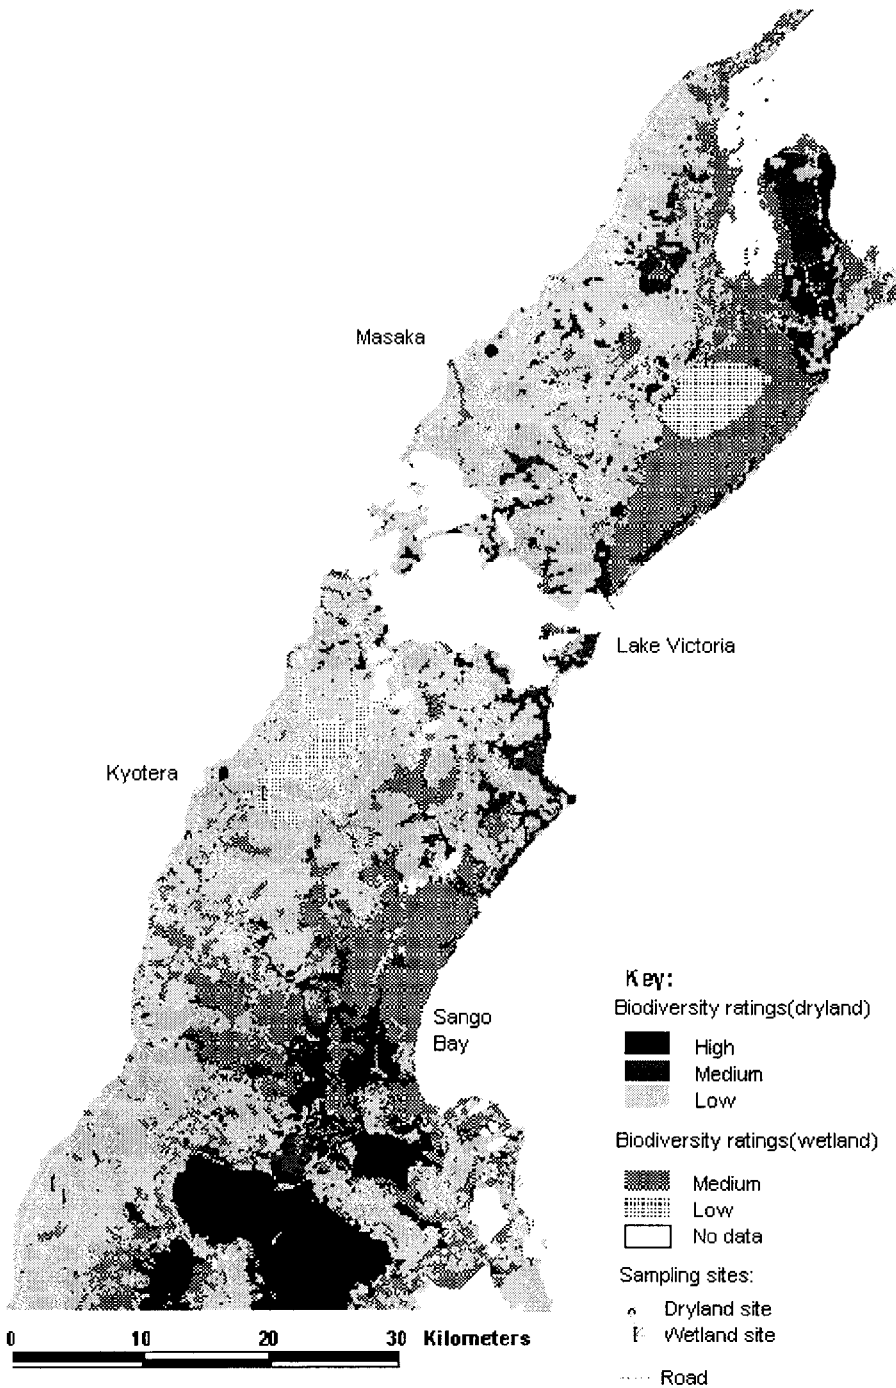 Masaka
Lake Victoria
Kyotera
Sango
Bay
Key:
Biodiversity ratings(dryland)
High
Medium
Low
Biodiversity ratings(wetland)
Medium
Low
No data
Sampling sites:
Dryland site
Wetland site
Road
0 10 20 30 Kilometers